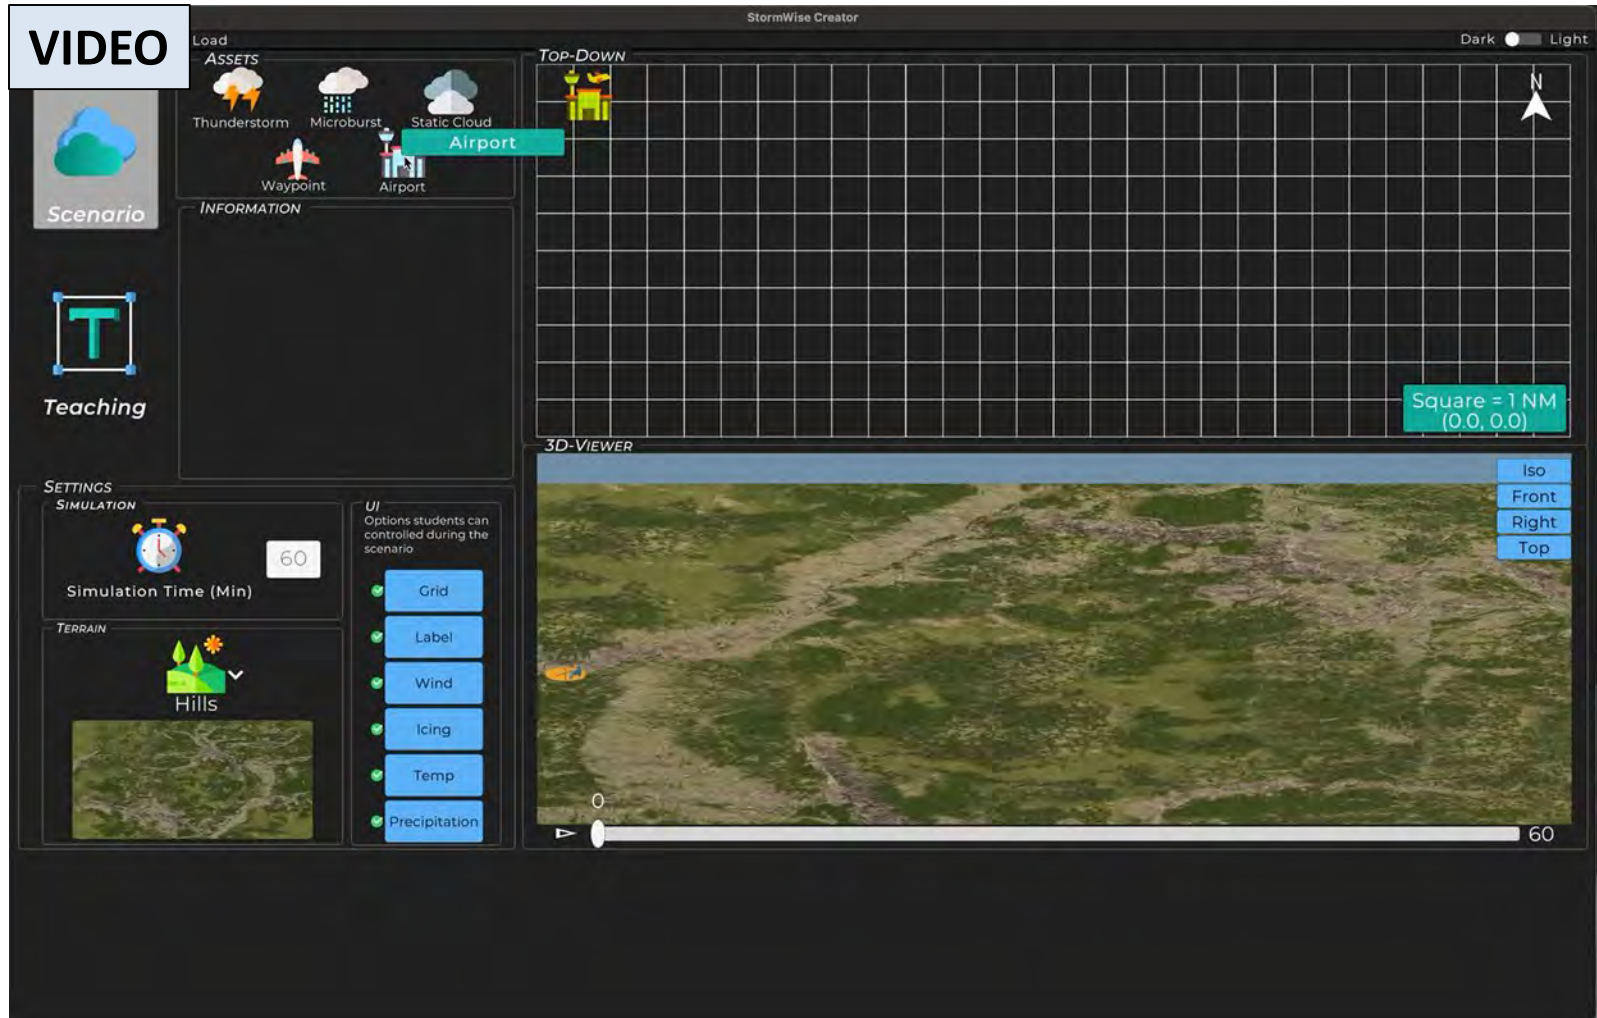 VIDEO
StormWise Creator
Load
Dark
Light
ASSETS
Thunderstorm
Microburst
Static Cloud
Airport
Waypoint
Airport
Scenario
INFORMATION
Teaching
TOP-DOWN
N
Square = 1 NM
(0.0, 0.0)
3D-VIEWER
Iso
Front
Right
Top
0
60
SETTINGS
SIMULATION
60
Simulation Time (Min)
TERRAIN
Hills
UI
Options students can
controlled during the
scenario
Grid
Label
Wind
Icing
Temp
Precipitation